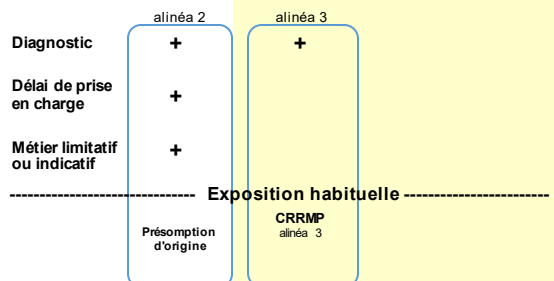 alinéa 2 alinéa 3
Diagnostic + +
Délai de prise
en charge +
Métier limitatif
ou indicatif +
------------------------------ Exposition habituelle -----------------------
Présomption
d'origine
CRRMP
alinéa 3